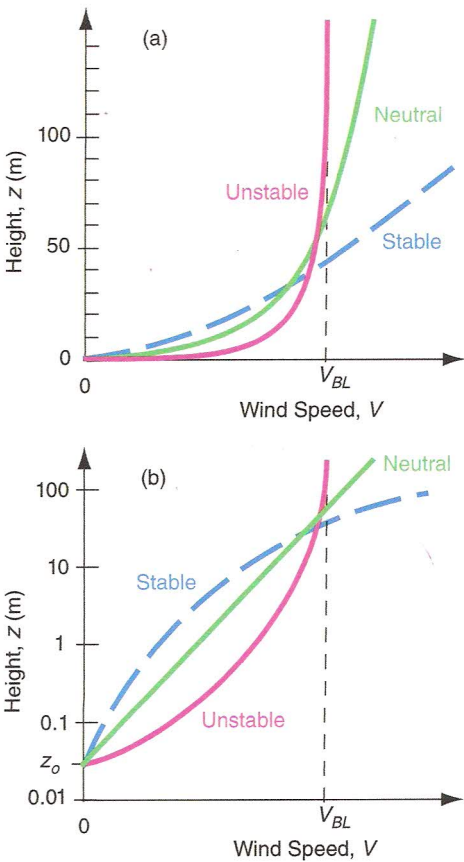 (a)
Neutral
100
Unstable
Height, z (m)
50
Stable
0
0
V_BL
Wind Speed, V
(b)
Neutral
100
10
Stable
Height, z (m)
1
0.1
Unstable
z_o
0.01
0
V_BL
Wind Speed, V